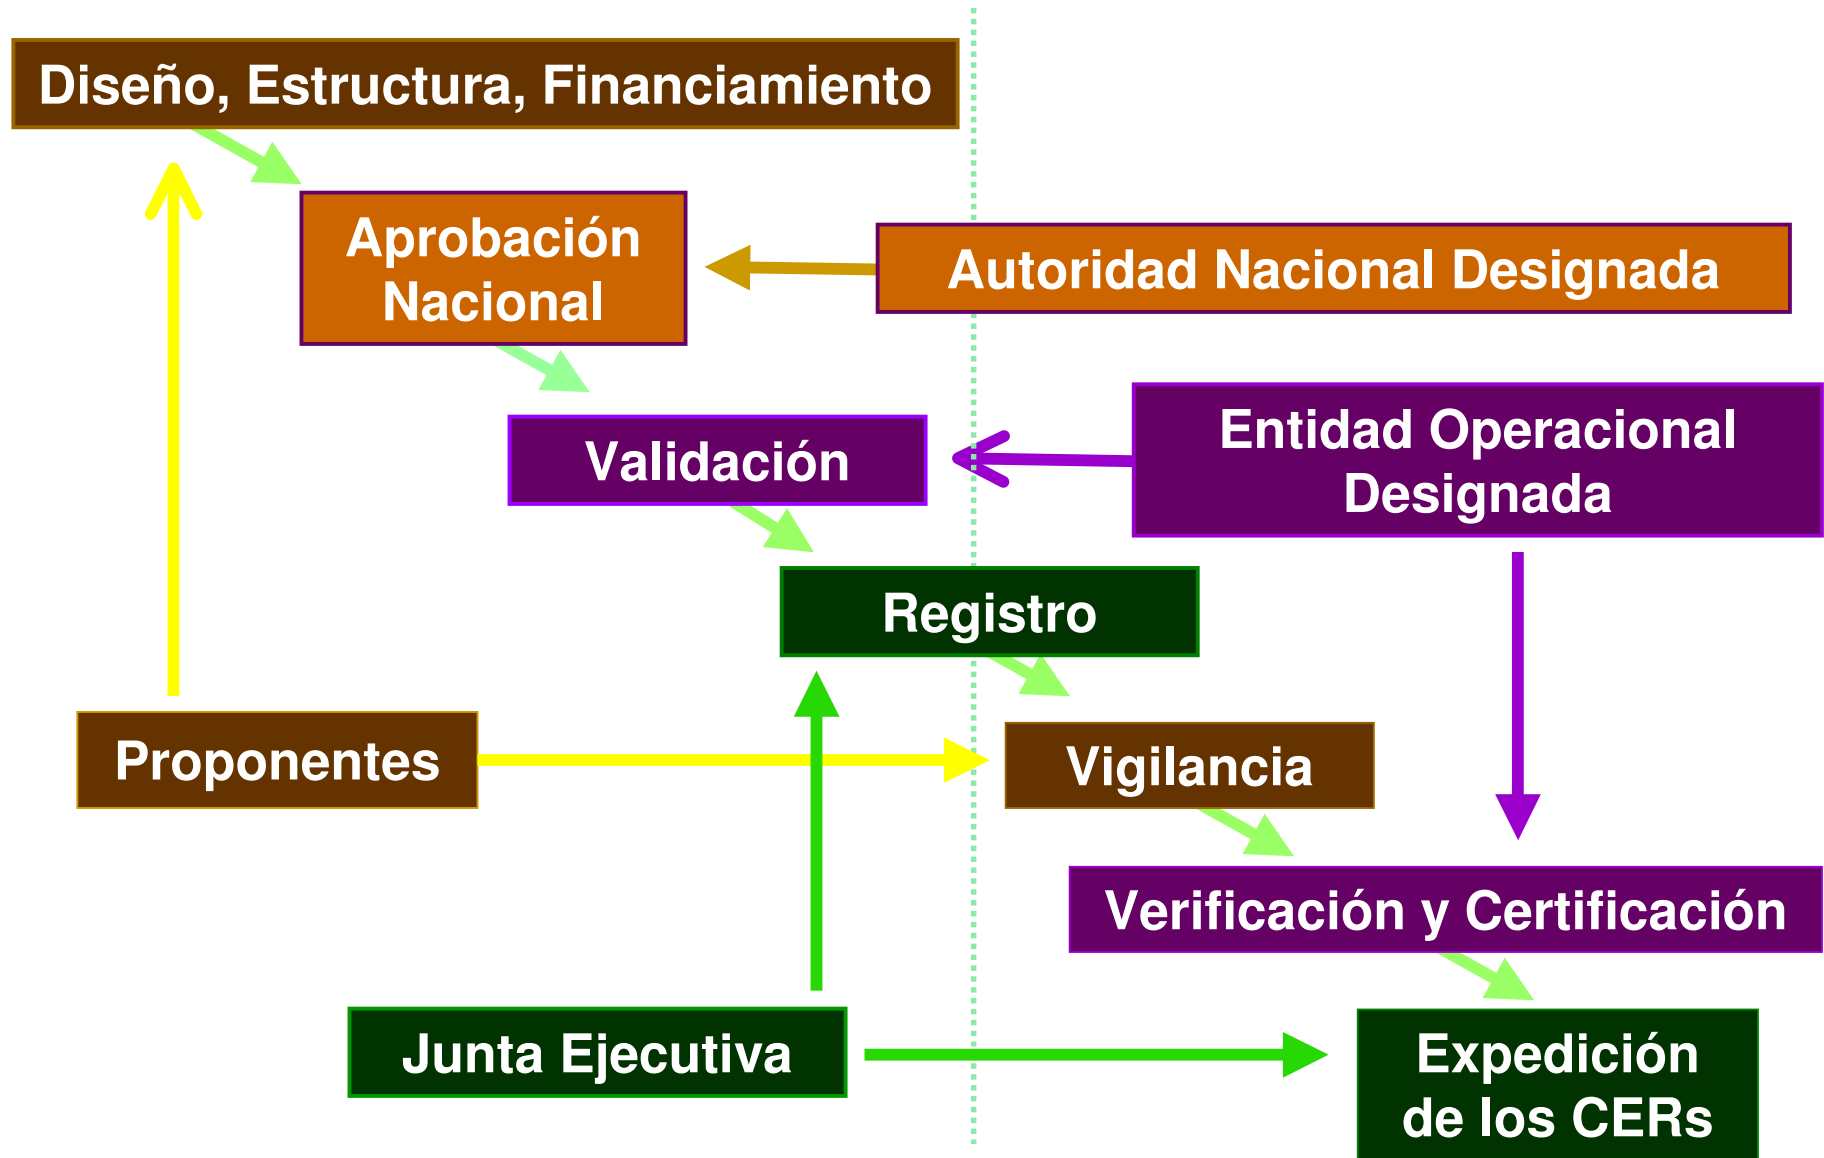 Diseño, Estructura, Financiamiento
Aprobación
Nacional
Autoridad Nacional Designada
Entidad Operacional
Designada
Validación
Registro
Proponentes
Vigilancia
Verificación y Certificación
Junta Ejecutiva
Expedición
de los CERs